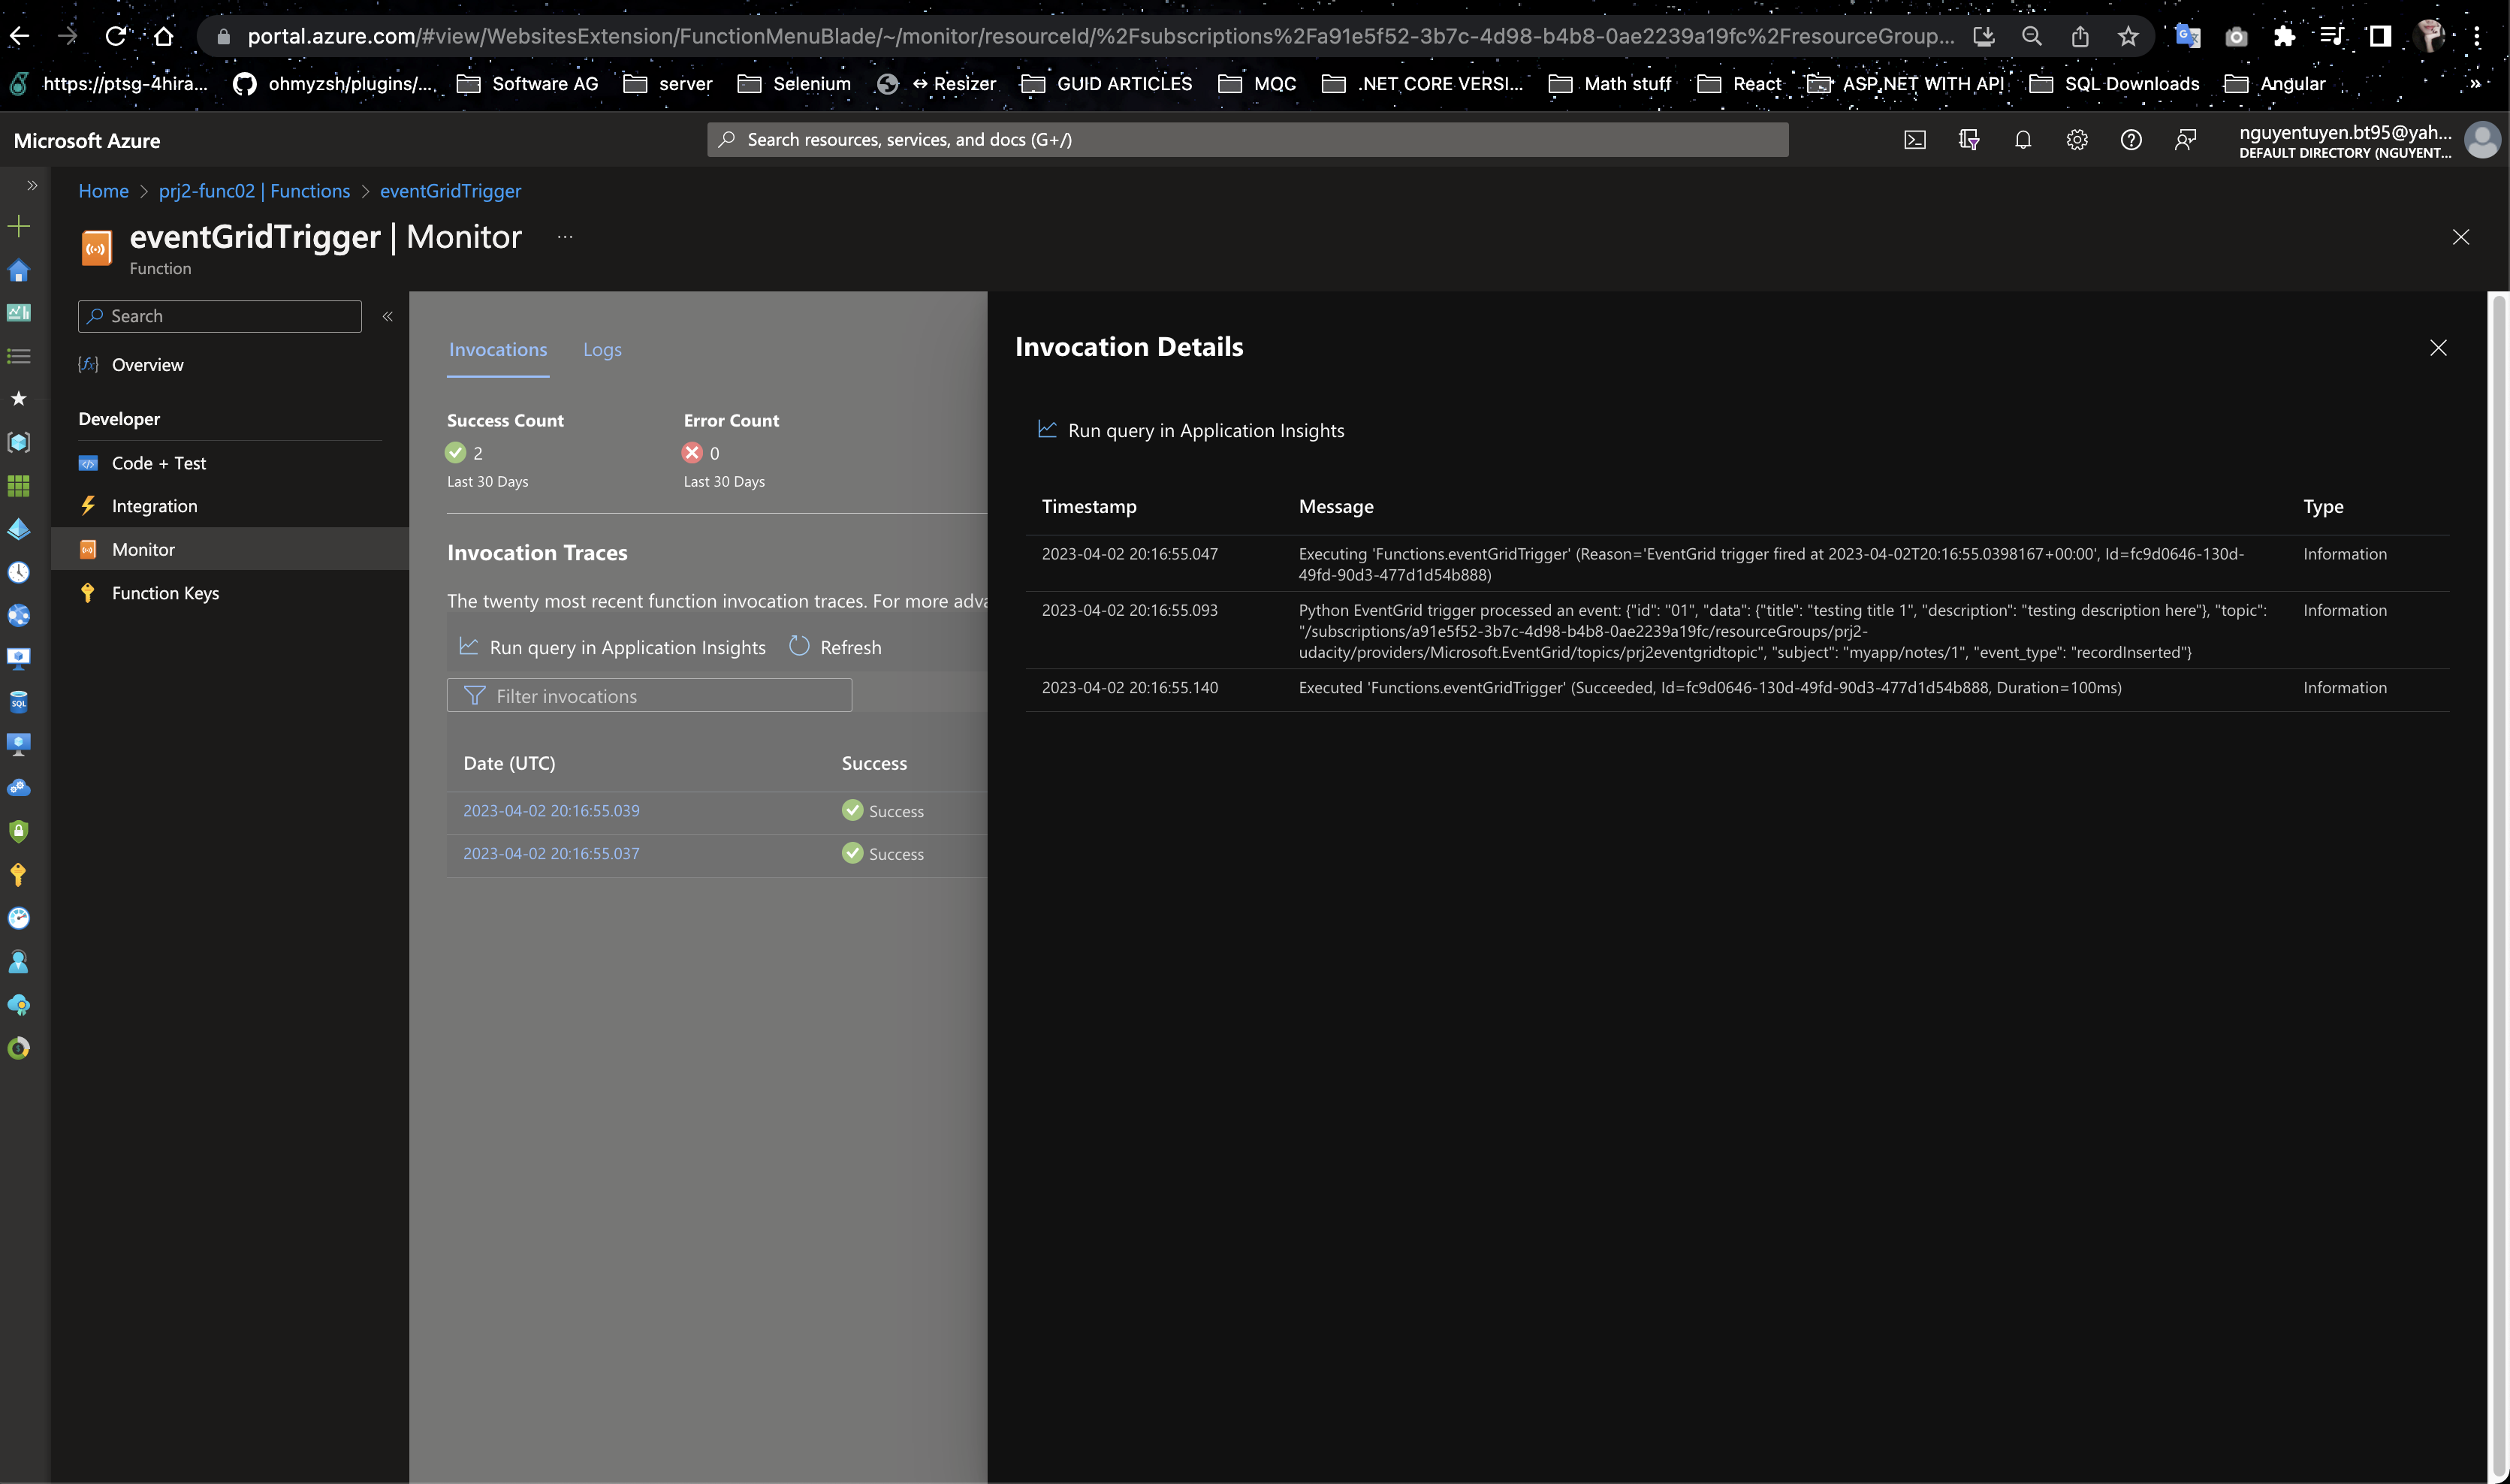 portal.azure.com/#view/WebsitesExtension/FunctionMenuBlade/~/monitor/resourceId/%2Fsubscriptions%2Fa91e5f52-3b7c-4d98-b4b8-0ae2239a19fc%2FresourceGroup...
https://ptsg-4hira... ohmyzsh/plugins/... Software AG server Selenium ↔ Resizer GUID ARTICLES MQC .NET CORE VERSI... Math stuff React ASP.NET WITH API SQL Downloads Angular »
Microsoft Azure
Search resources, services, and docs (G+/)
nguyentuyen.bt95@yah...
DEFAULT DIRECTORY (NGUYENT...
Home > prj2-func02 | Functions > eventGridTrigger
eventGridTrigger | Monitor ...
Function
Search
Overview
Developer
Code + Test
Integration
Monitor
Function Keys
Invocations Logs
Success Count Error Count
2 0
Last 30 Days Last 30 Days
Invocation Traces
The twenty most recent function invocation traces. For more adva
Run query in Application Insights Refresh
Filter invocations
Date (UTC) Success
2023-04-02 20:16:55.039 Success
2023-04-02 20:16:55.037 Success
Invocation Details
Run query in Application Insights
Timestamp Message Type
2023-04-02 20:16:55.047 Executing 'Functions.eventGridTrigger' (Reason='EventGrid trigger fired at 2023-04-02T20:16:55.0398167+00:00', Id=fc9d0646-130d- Information
49fd-90d3-477d1d54b888)
2023-04-02 20:16:55.093 Python EventGrid trigger processed an event: {"id": "01", "data": {"title": "testing title 1", "description": "testing description here"}, "topic": Information
"/subscriptions/a91e5f52-3b7c-4d98-b4b8-0ae2239a19fc/resourceGroups/prj2-
udacity/providers/Microsoft.EventGrid/topics/prj2eventgridtopic", "subject": "myapp/notes/1", "event_type": "recordInserted"}
2023-04-02 20:16:55.140 Executed 'Functions.eventGridTrigger' (Succeeded, Id=fc9d0646-130d-49fd-90d3-477d1d54b888, Duration=100ms) Information